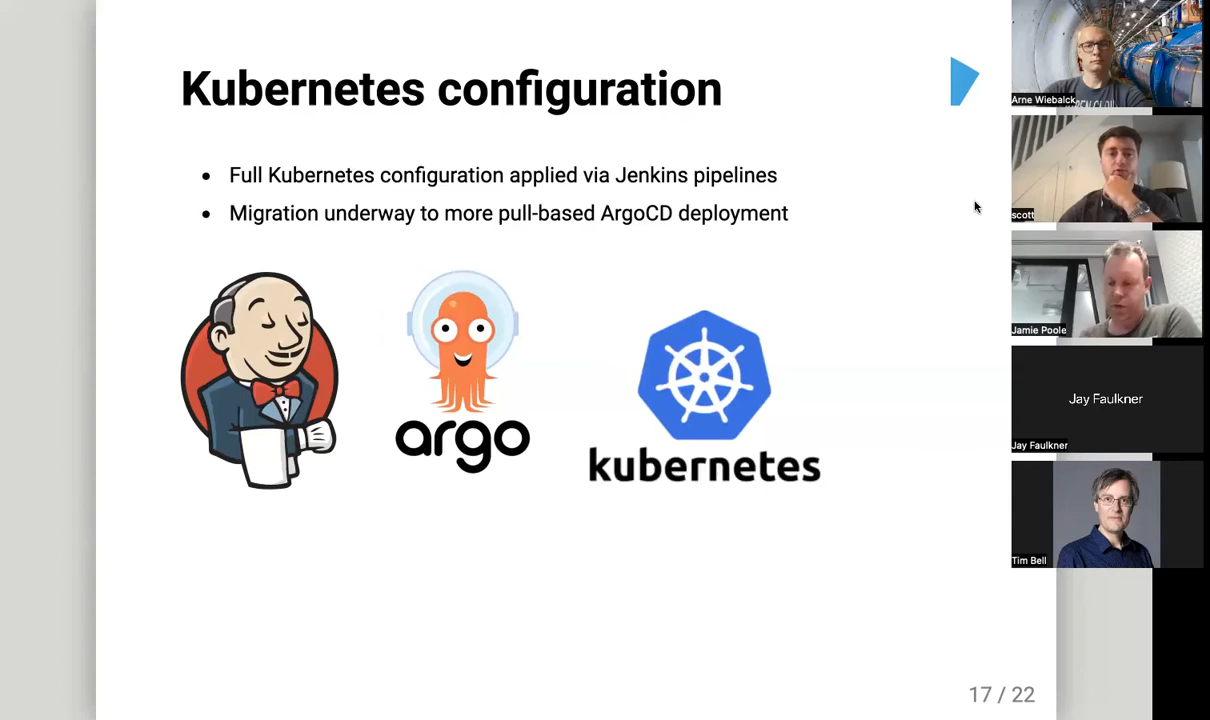 Kubernetes configuration
Full Kubernetes configuration applied via Jenkins pipelines
Migration underway to more pull-based ArgoCD deployment
argo
kubernetes
17 / 22
Arne Wiebalck
scott
Jamie Poole
Jay Faulkner
Jay Faulkner
Tim Bell